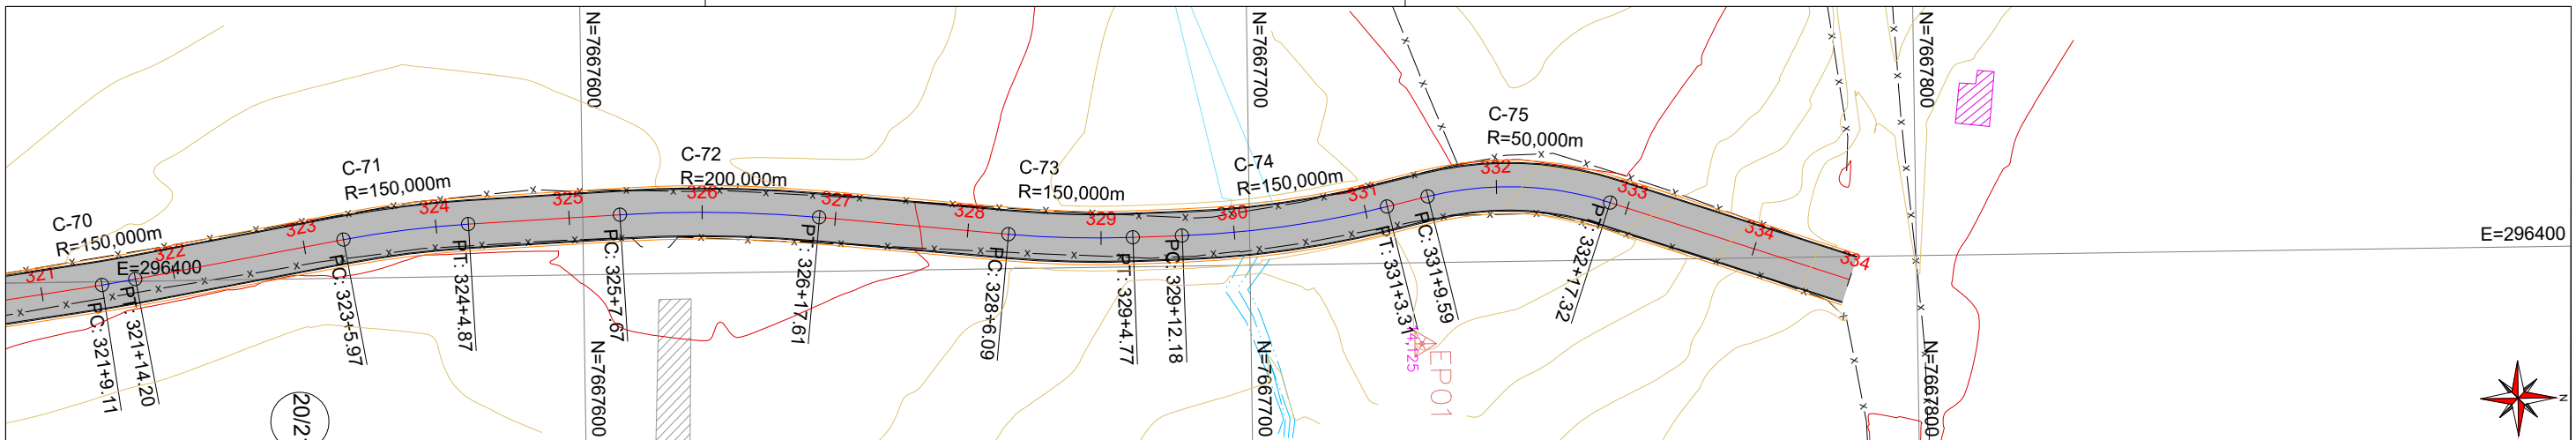 N=7667600
N=7667700
N=7667800
C-75
R=50,000m
C-74
R=150,000m
C-73
R=150,000m
C-72
R=200,000m
C-71
R=150,000m
C-70
R=150,000m
321
322
323
324
325
326
327
328
329
330
331
332
333
334
334
E=296400
E=296400
PC: 321+9.11
PT: 321+14.20
PC: 323+5.97
PT: 324+4.87
PC: 325+7.67
PT: 326+17.61
PC: 328+6.09
PT: 329+4.77
PC: 329+12.18
PT: 331+3.31
PC: 331+9.59
PT: 332+17.32
EP01
N=7667600
N=7667700
N=7667800
N